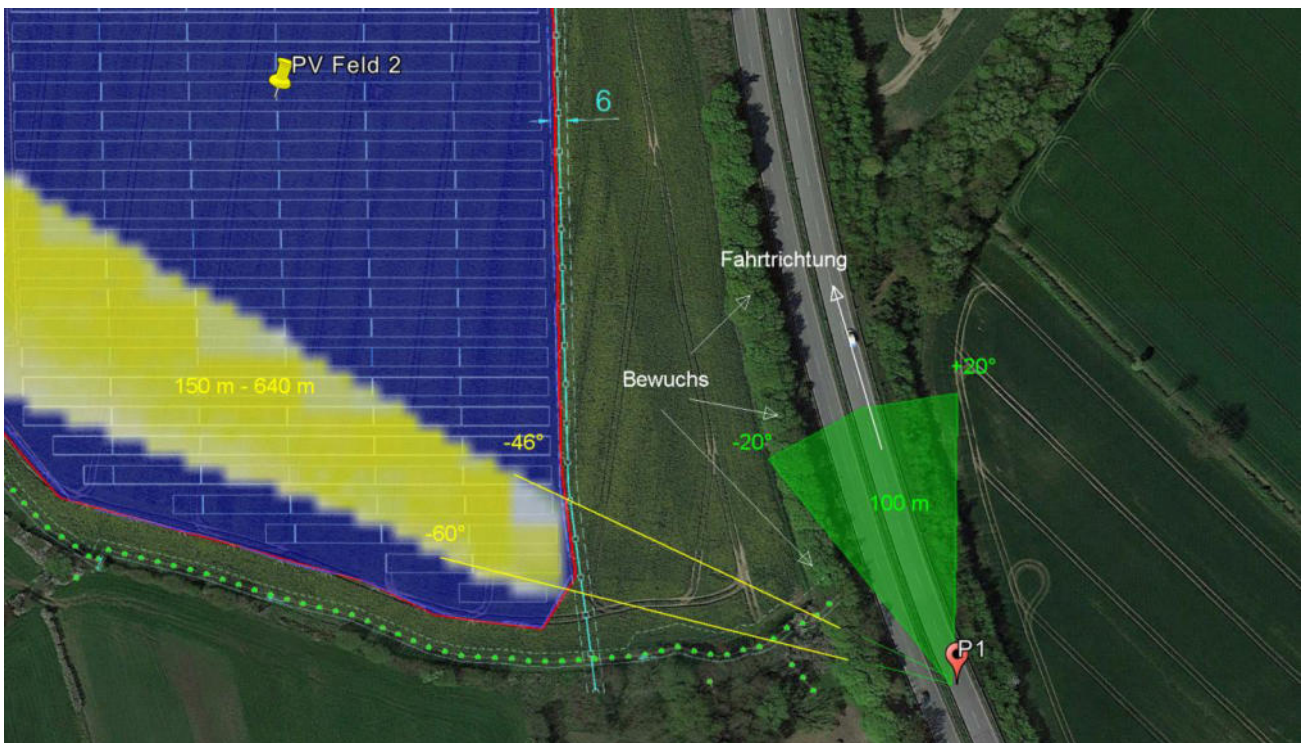 PV Feld 2
6
Fahrtrichtung
Bewuchs
+20°
150 m - 640 m
-46°
-20°
100 m
-60°
P1